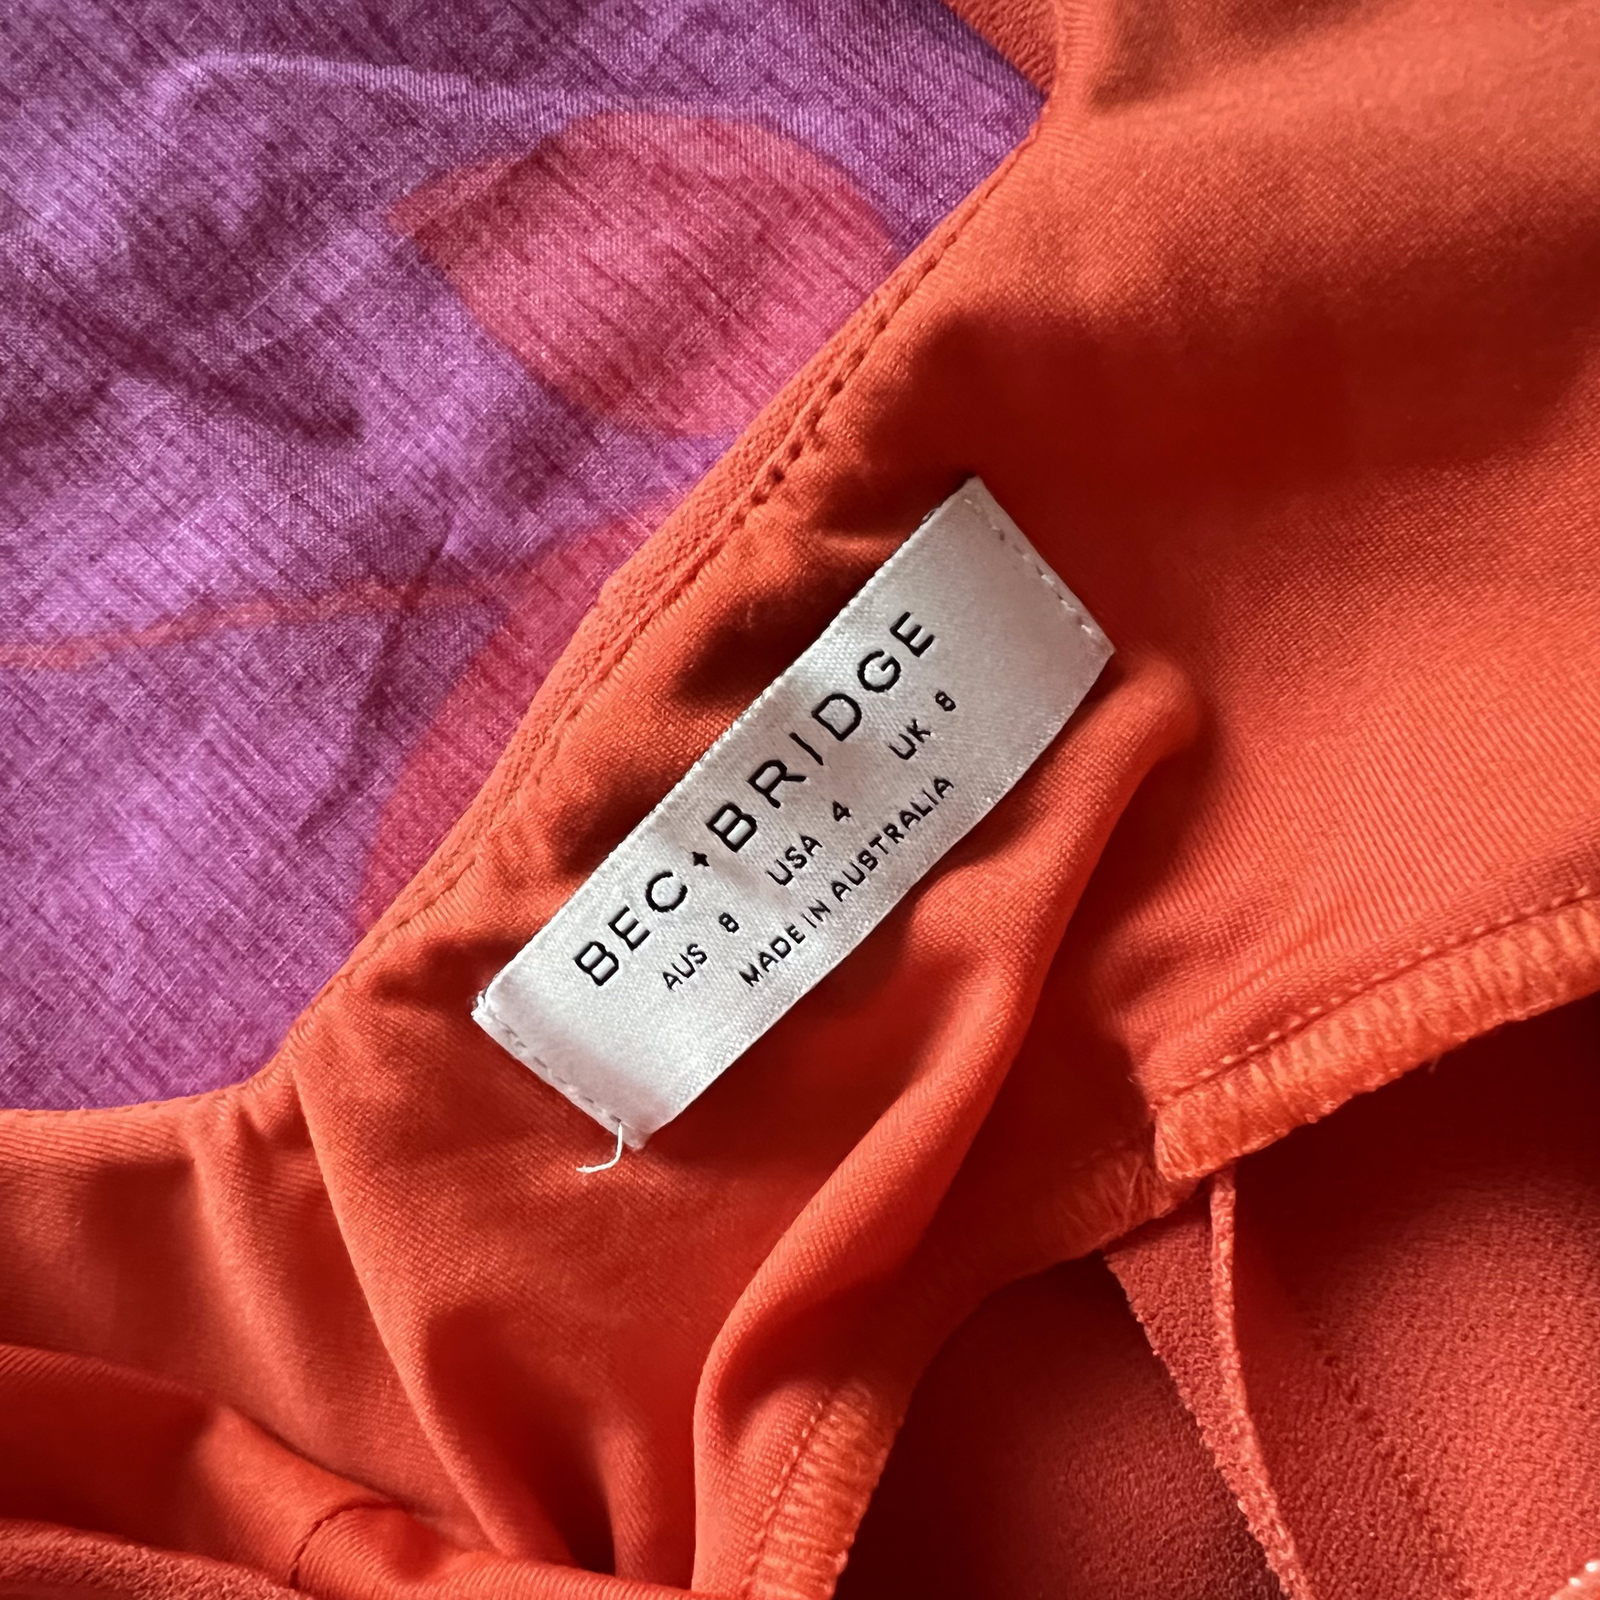 BEC+BRIDGE
AUS 8 USA 4 UK 8
MADE IN AUSTRALIA